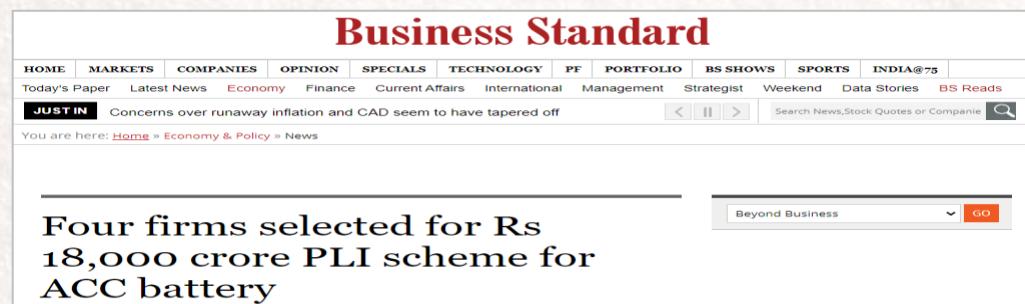 Business Standard
HOME MARKETS COMPANIES OPINION SPECIALS TECHNOLOGY PF PORTFOLIO BS SHOWS SPORTS INDIA@75
Today's Paper Latest News Economy Finance Current Affairs International Management Strategist Weekend Data Stories BS Reads
JUST IN Concerns over runaway inflation and CAD seem to have tapered off Search News,Stock Quotes or Companie
You are here: Home » Economy & Policy » News
Beyond Business GO
Four firms selected for Rs
18,000 crore PLI scheme for
ACC battery